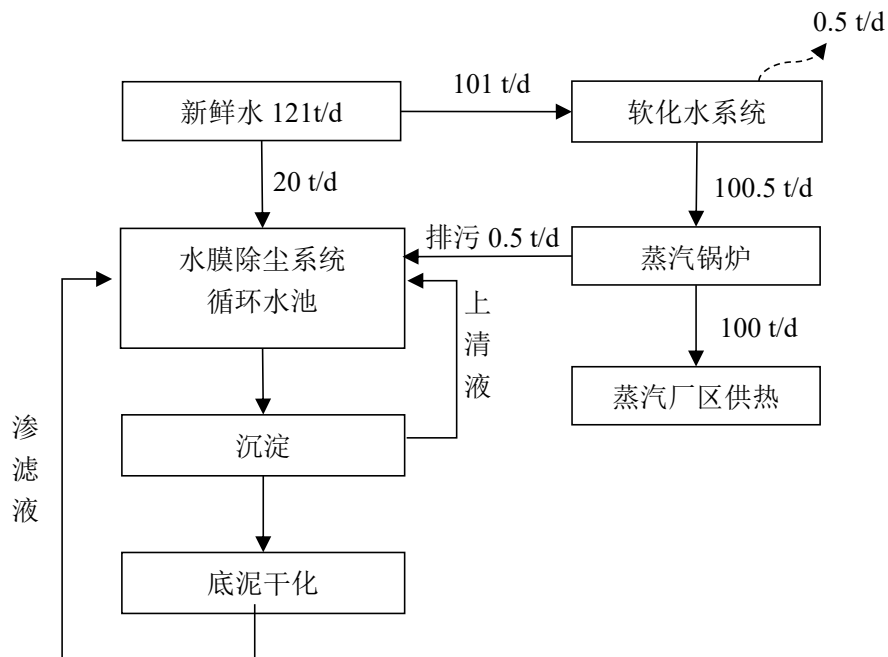 0.5 t/d
新鲜水 121t/d
101 t/d
软化水系统
20 t/d
100.5 t/d
水膜除尘系统
循环水池
排污 0.5 t/d
蒸汽锅炉
上
清
液
100 t/d
蒸汽厂区供热
渗
滤
液
沉淀
底泥干化